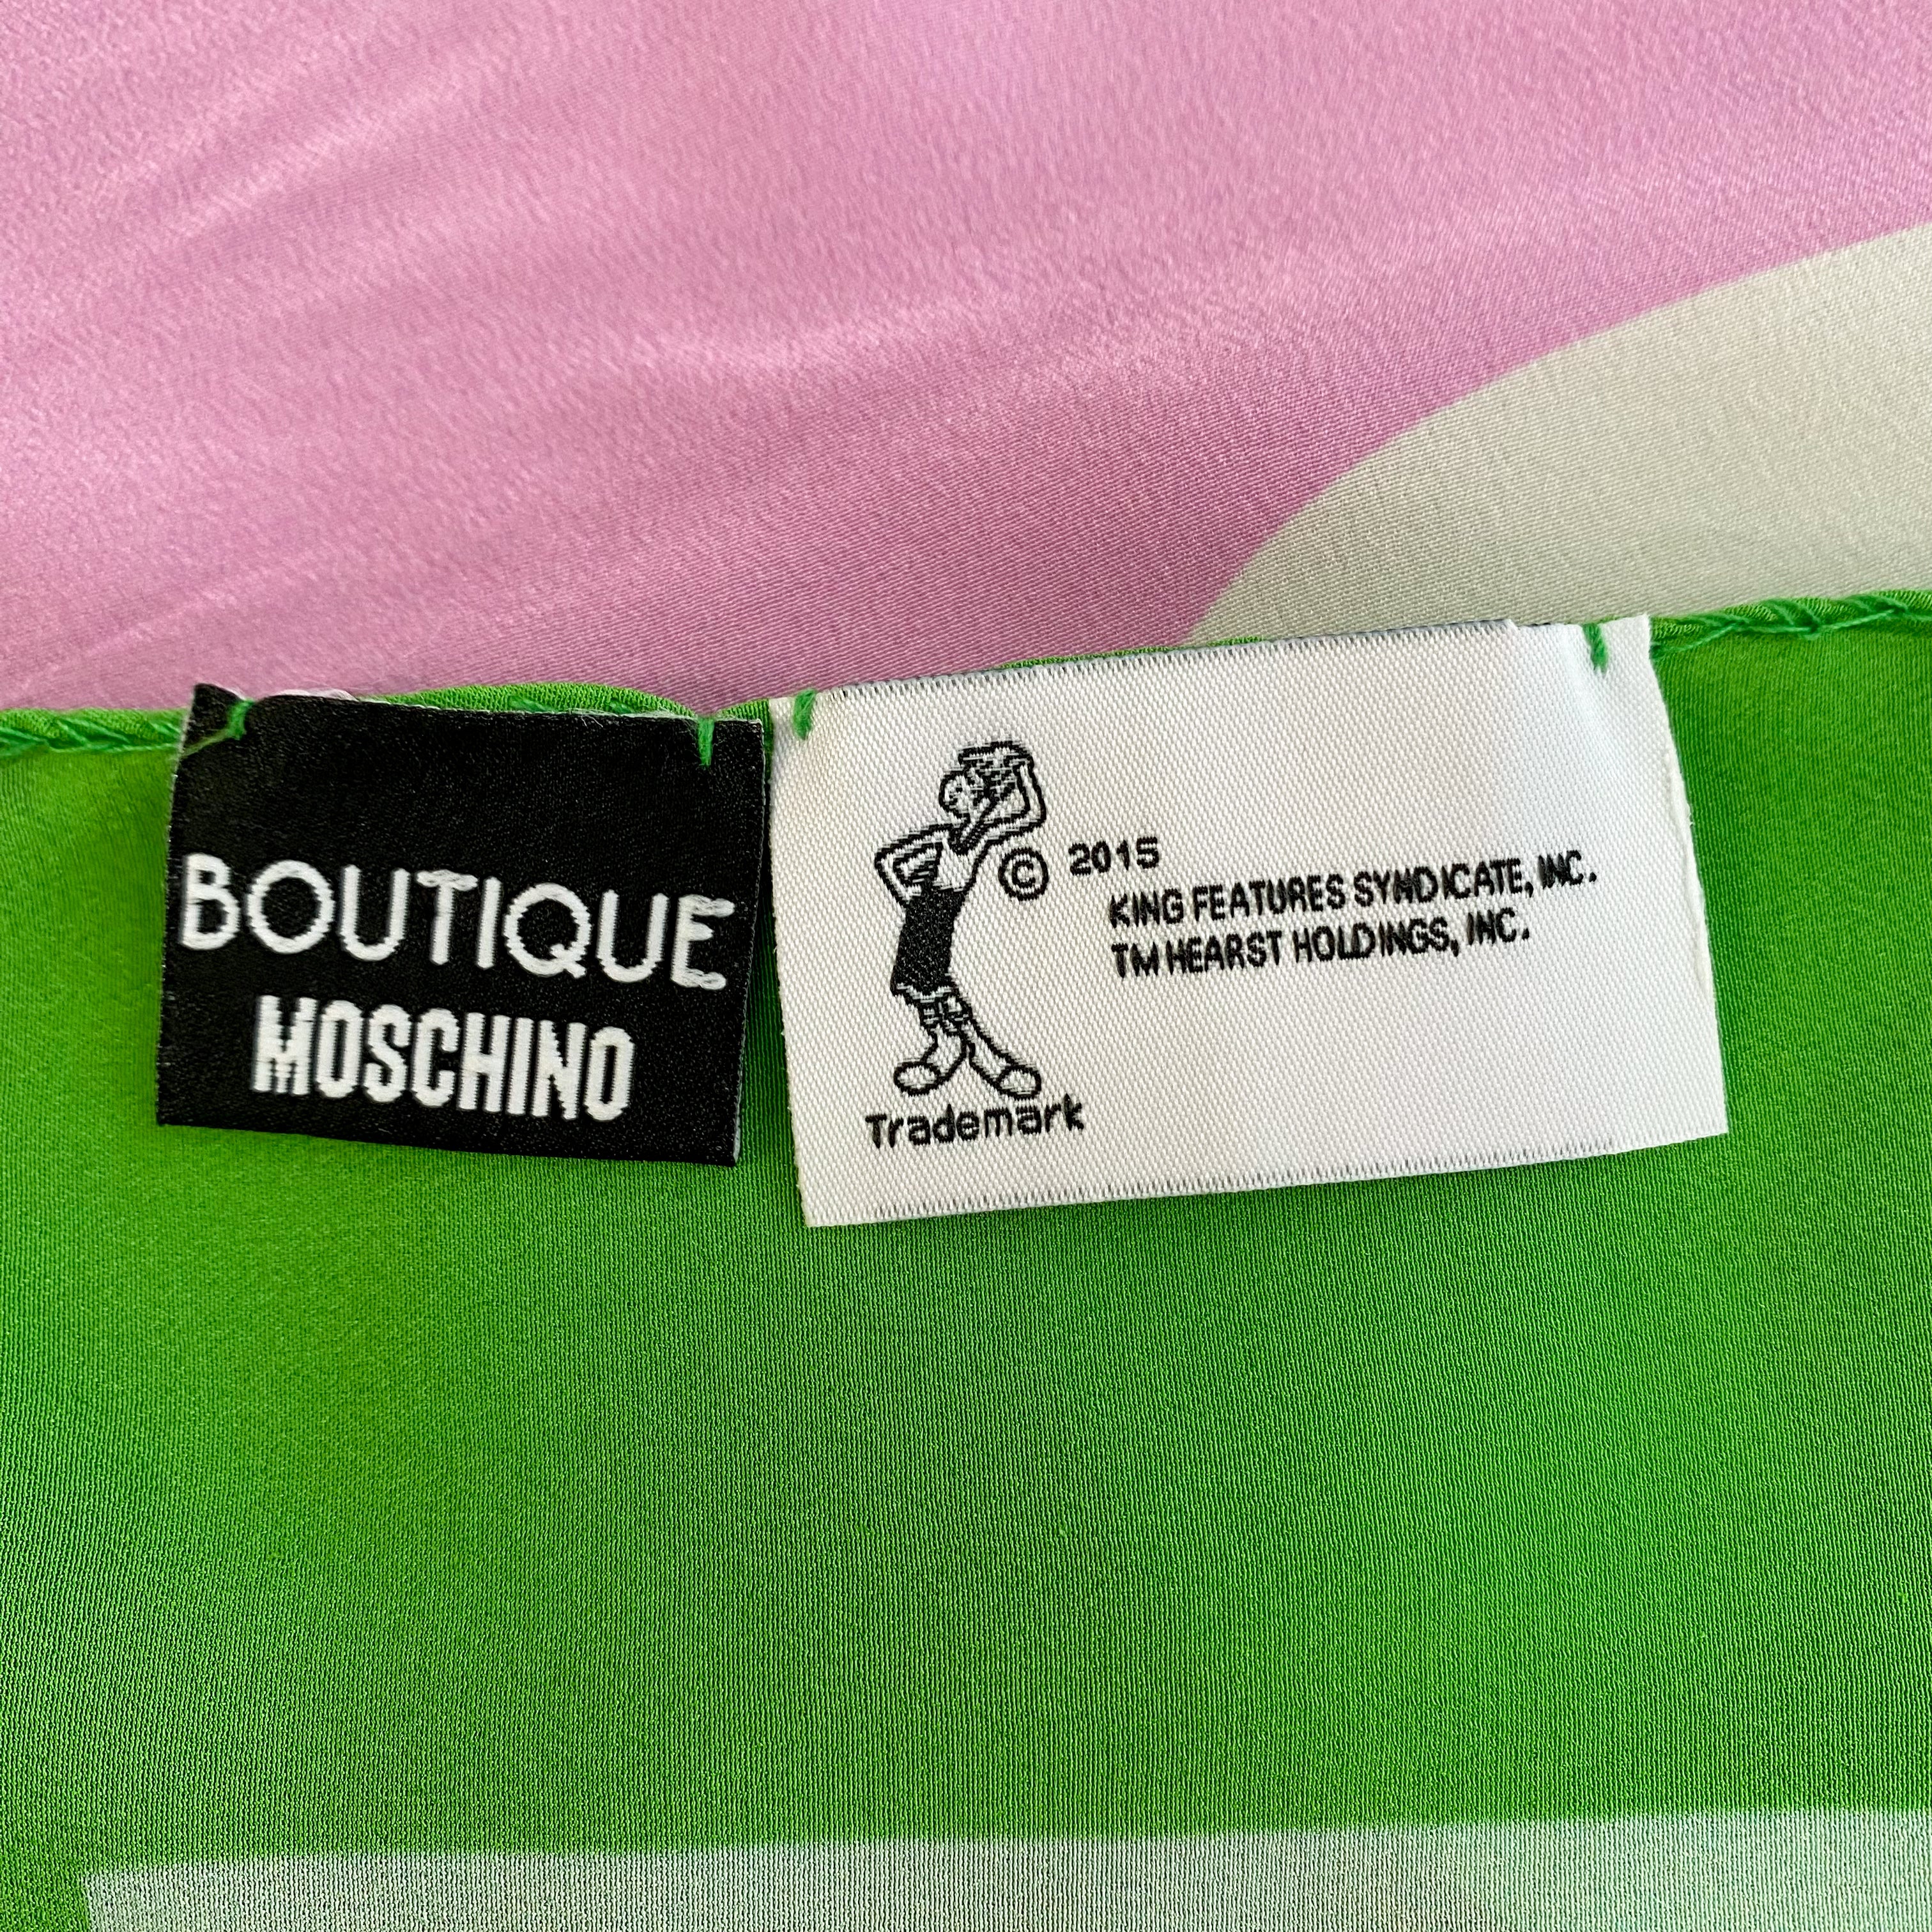 BOUTIQUE
MOSCHINO
© 2015
KING FEATURES SYNDICATE, INC.
TM HEARST HOLDINGS, INC.
Trademark